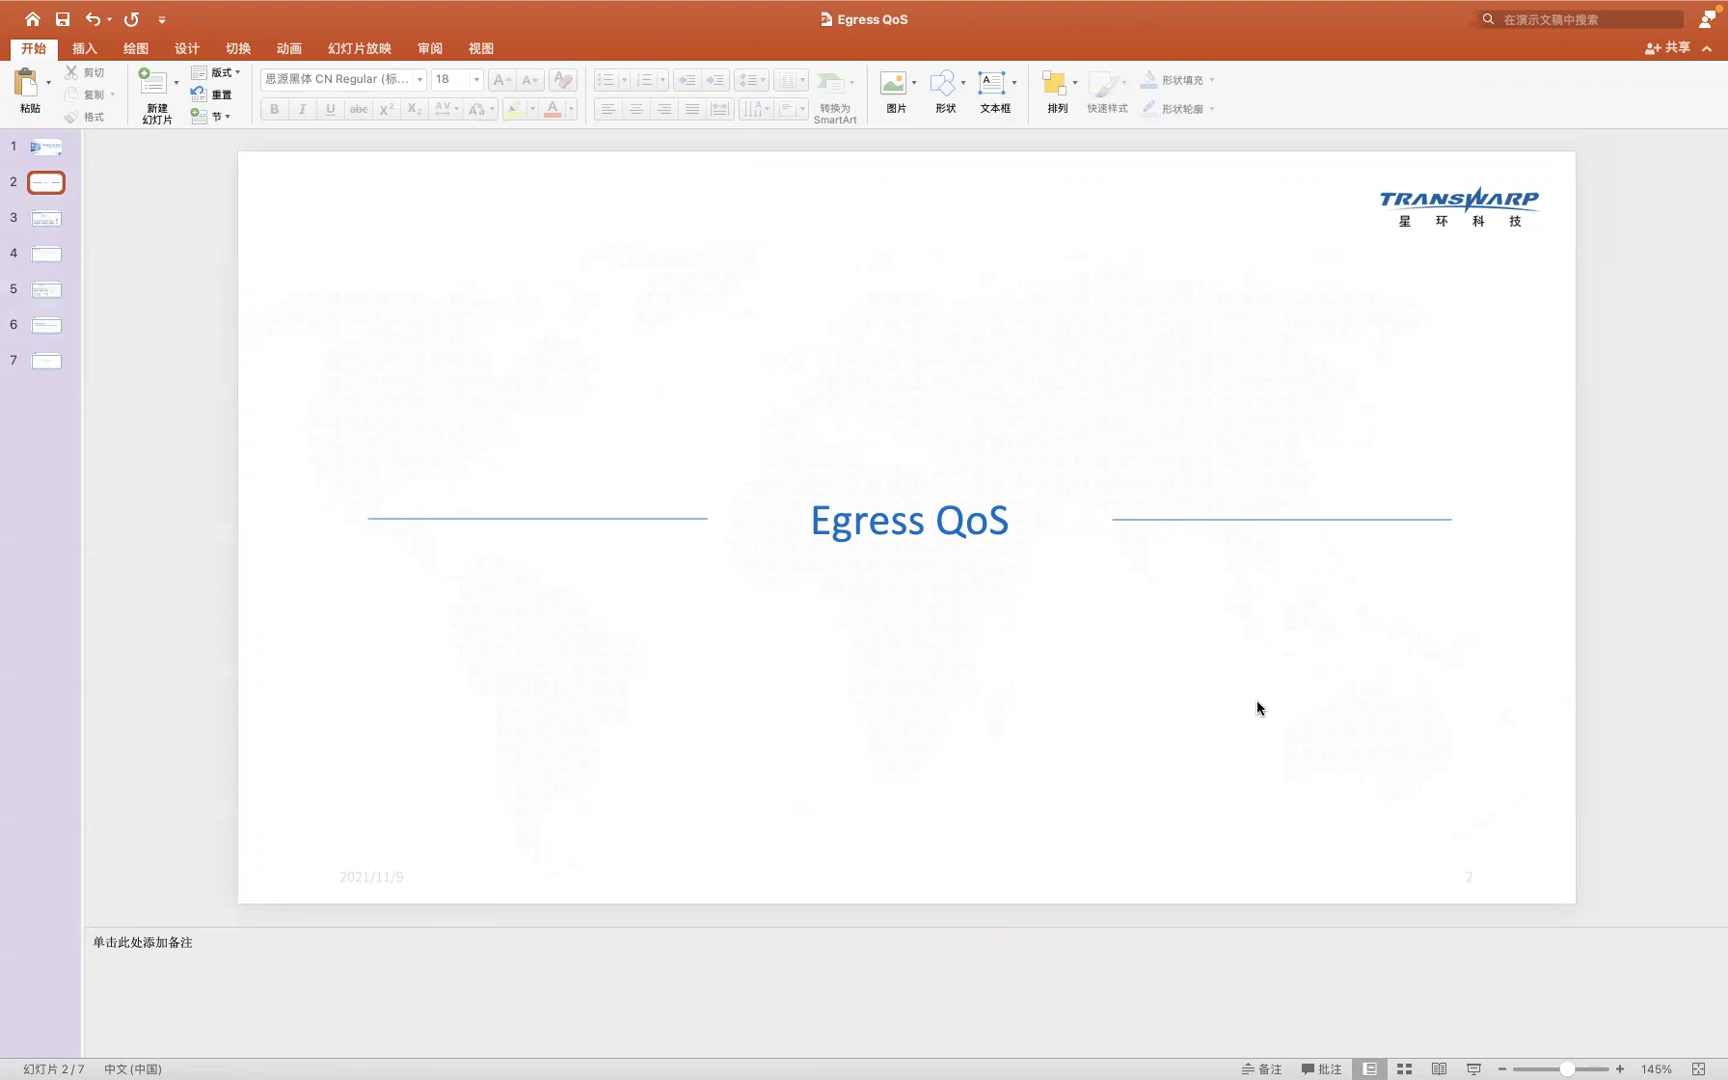 Egress QoS
在演示文稿中搜索
开始
插入
绘图
设计
切换
动画
幻灯片放映
审阅
视图
共享
粘贴
剪切
复制
格式
新建
幻灯片
版式
重置
节
思源黑体 CN Regular (标...
18
转换为
SmartArt
图片
形状
文本框
排列
快速样式
形状填充
形状轮廓
1
2
3
4
5
6
7
TRANSWARP
星 环 科 技
Egress QoS
2021/11/9
2
单击此处添加备注
幻灯片 2 / 7
中文 (中国)
备注
批注
145%